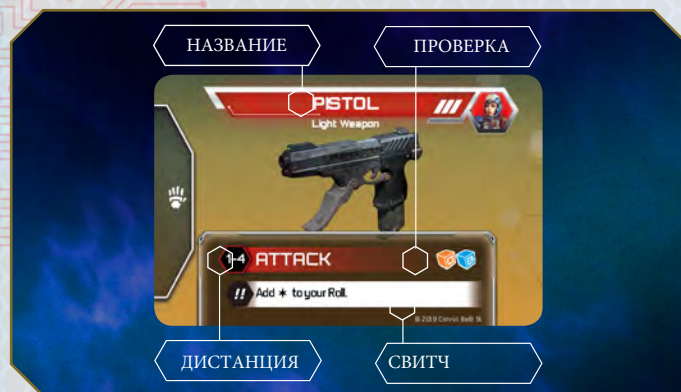 НАЗВАНИЕ
ПРОВЕРКА
PISTOL
Light Weapon
1-4 ATTACK
!! Add ✶ to your Roll.
© 2019 Corvus Belli SL
ДИСТАНЦИЯ
СВИТЧ